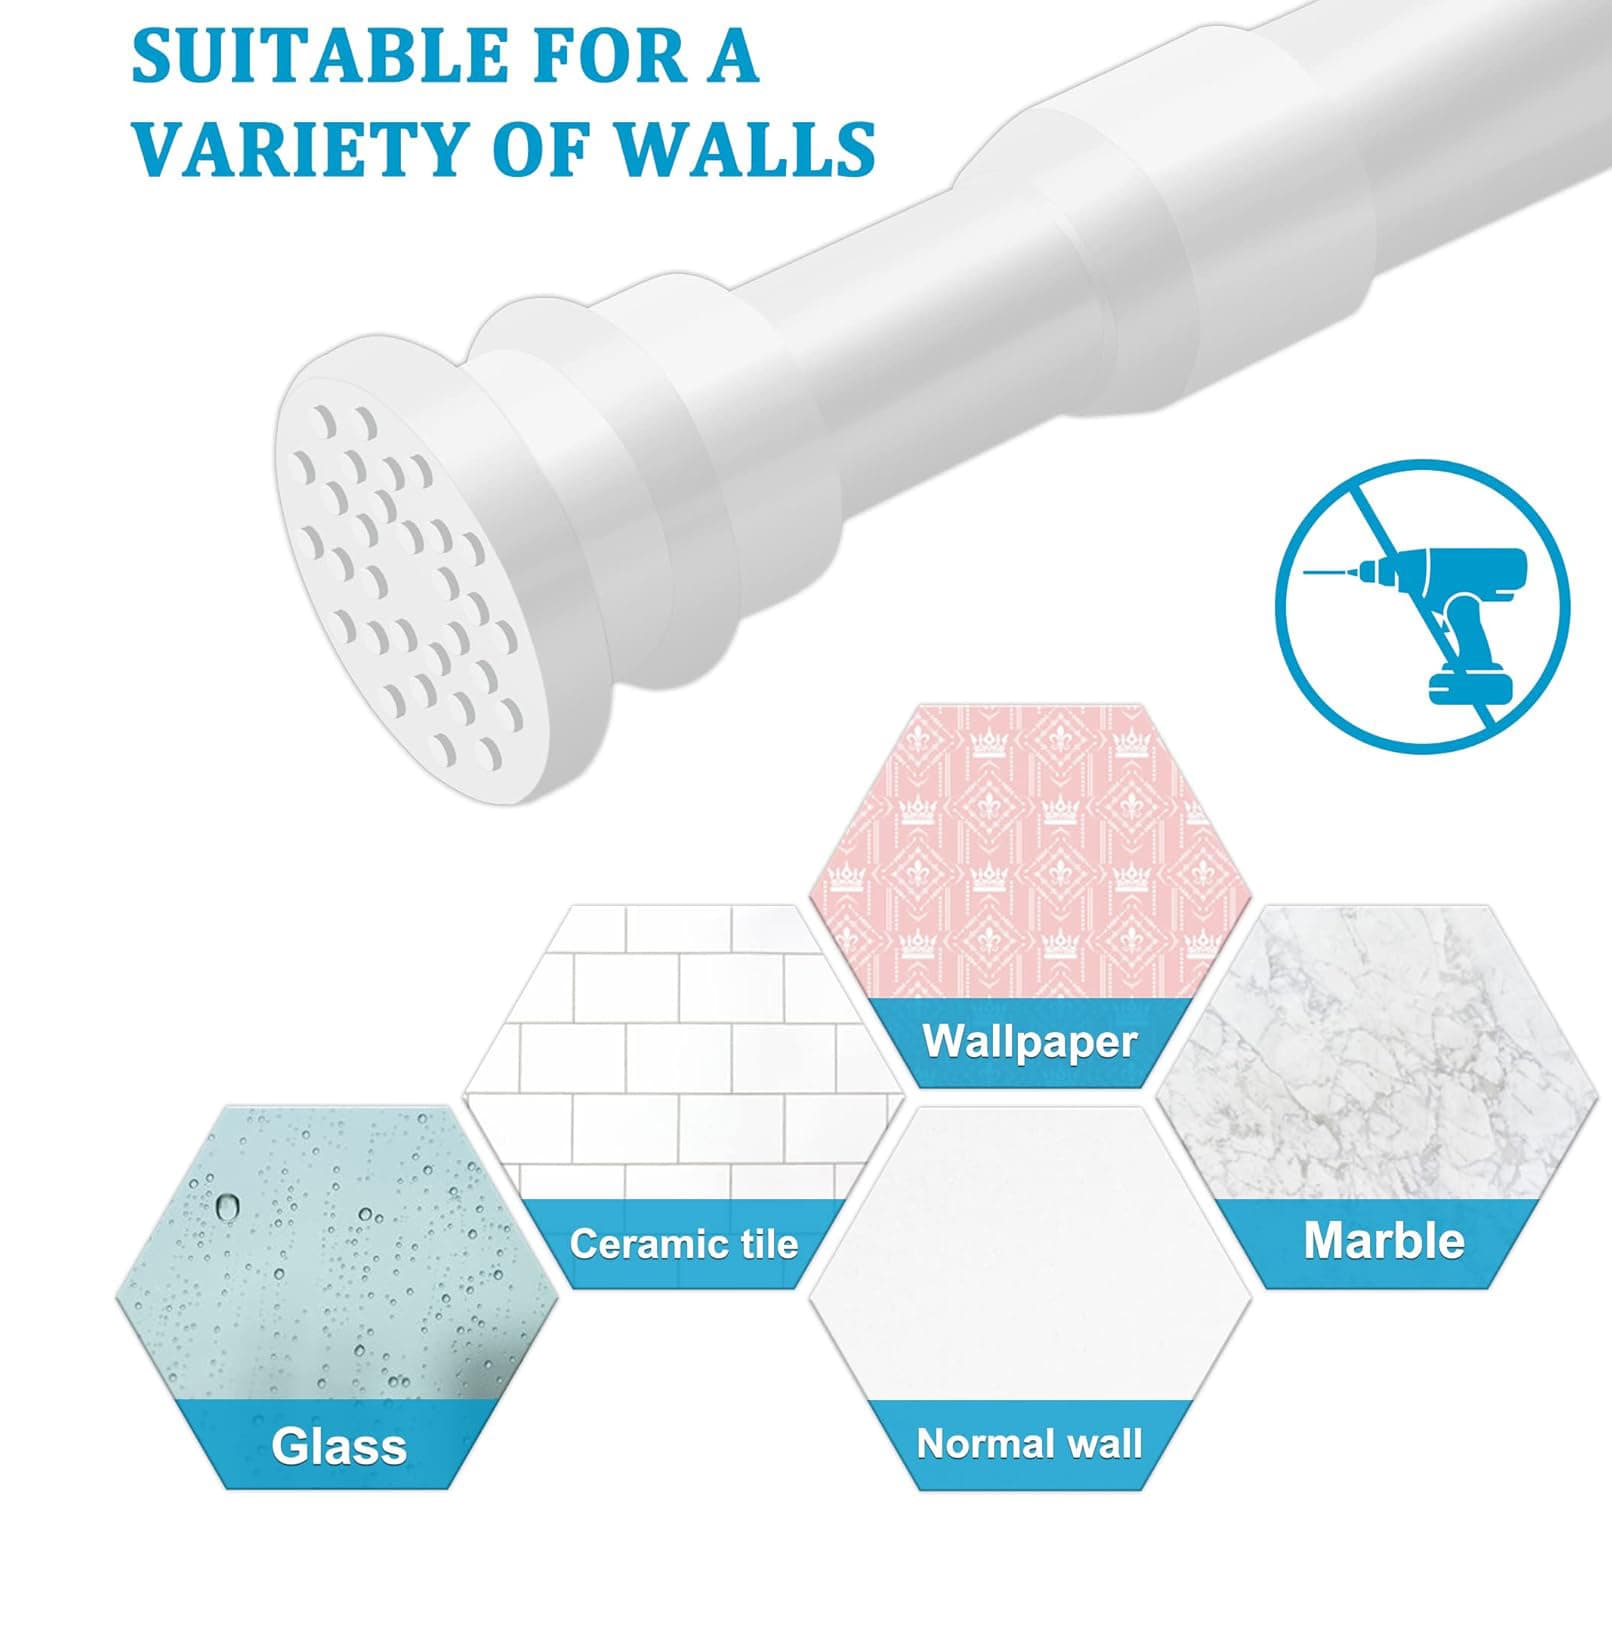 SUITABLE FOR A
VARIETY OF WALLS
Wallpaper
Ceramic tile
Marble
Glass
Normal wall